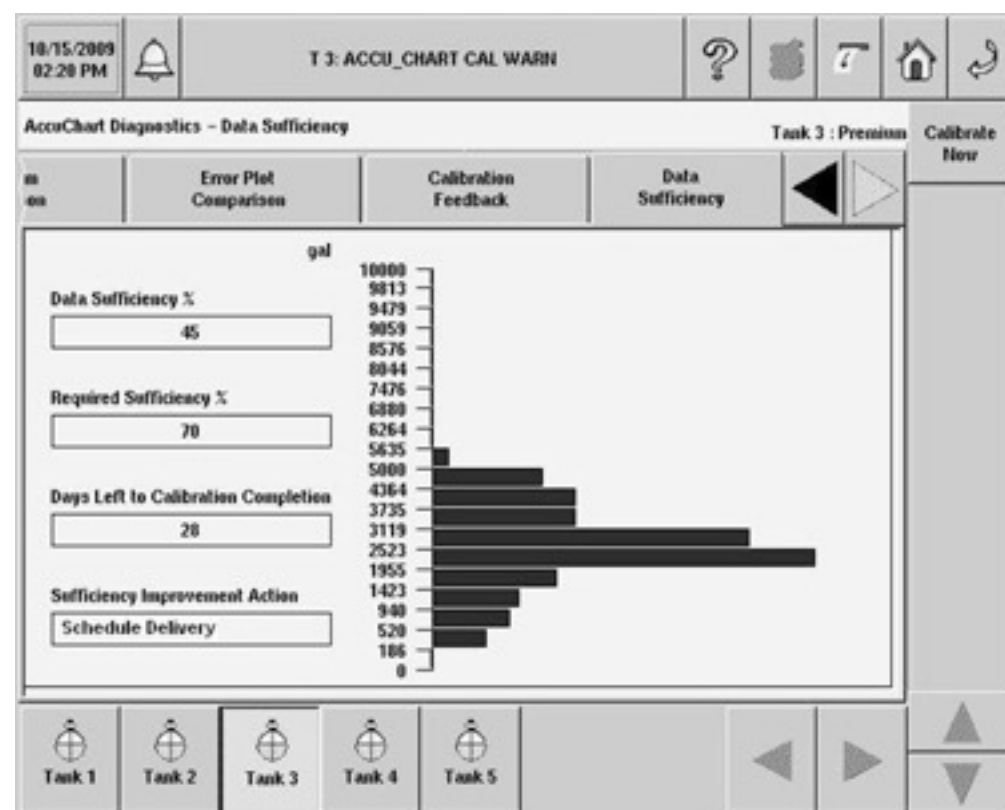 10/15/2009
02:20 PM
T 3: ACCU_CHART CAL WARN
?
AccuChart Diagnostics - Data Sufficiency
Tank 3 : Premium
Calibrate
Now
m
on
Error Plot
Comparison
Calibration
Feedback
Data
Sufficiency
gal
Data Sufficiency %
45
Required Sufficiency %
70
Days Left to Calibration Completion
28
Sufficiency Improvement Action
Schedule Delivery
10000
9813
9479
9059
8576
8044
7476
6880
6264
5635
5000
4364
3735
3119
2523
1955
1423
940
520
186
0
Tank 1
Tank 2
Tank 3
Tank 4
Tank 5